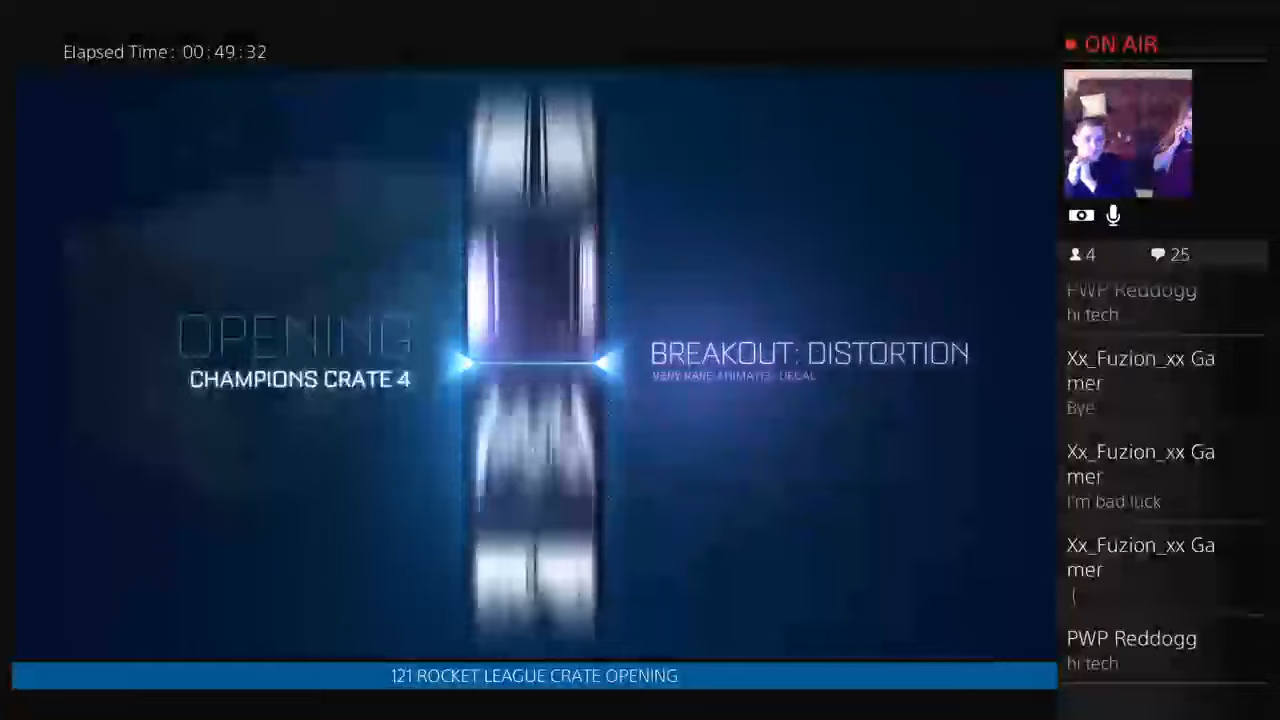 Elapsed Time: 00:49:32
ON AIR
4
25
PWP Reddogg
hi tech
Xx_Fuzion_xx Ga
mer
Bye
Xx_Fuzion_xx Ga
mer
I'm bad luck
Xx_Fuzion_xx Ga
mer
(
PWP Reddogg
hi tech
OPENING
CHAMPIONS CRATE 4
BREAKOUT: DISTORTION
VERY RARE ANIMATED DECAL
121 ROCKET LEAGUE CRATE OPENING